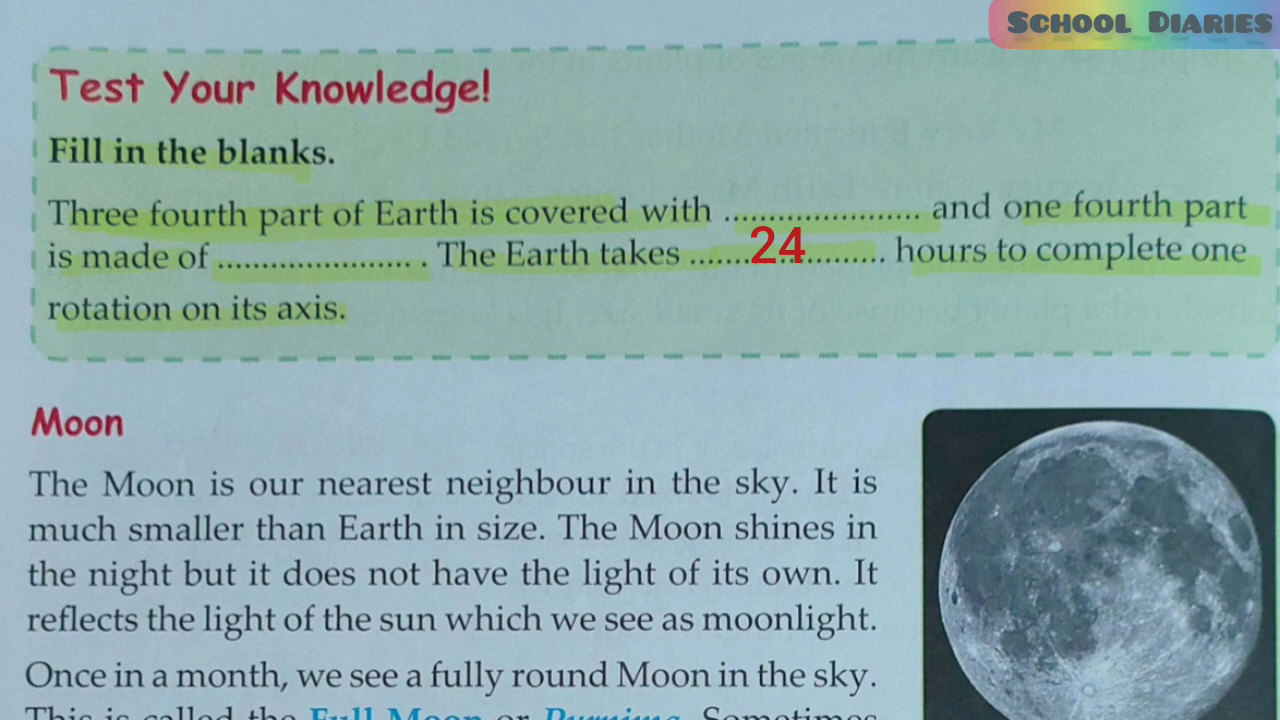 SCHOOL DIARIES
Test Your Knowledge!
Fill in the blanks.
Three fourth part of Earth is covered with ...................... and one fourth part
is made of ...................... . The Earth takes .......24......... hours to complete one
rotation on its axis.
Moon
The Moon is our nearest neighbour in the sky. It is
much smaller than Earth in size. The Moon shines in
the night but it does not have the light of its own. It
reflects the light of the sun which we see as moonlight.
Once in a month, we see a fully round Moon in the sky.
This is called the Full Moon or Purnima. Sometimes